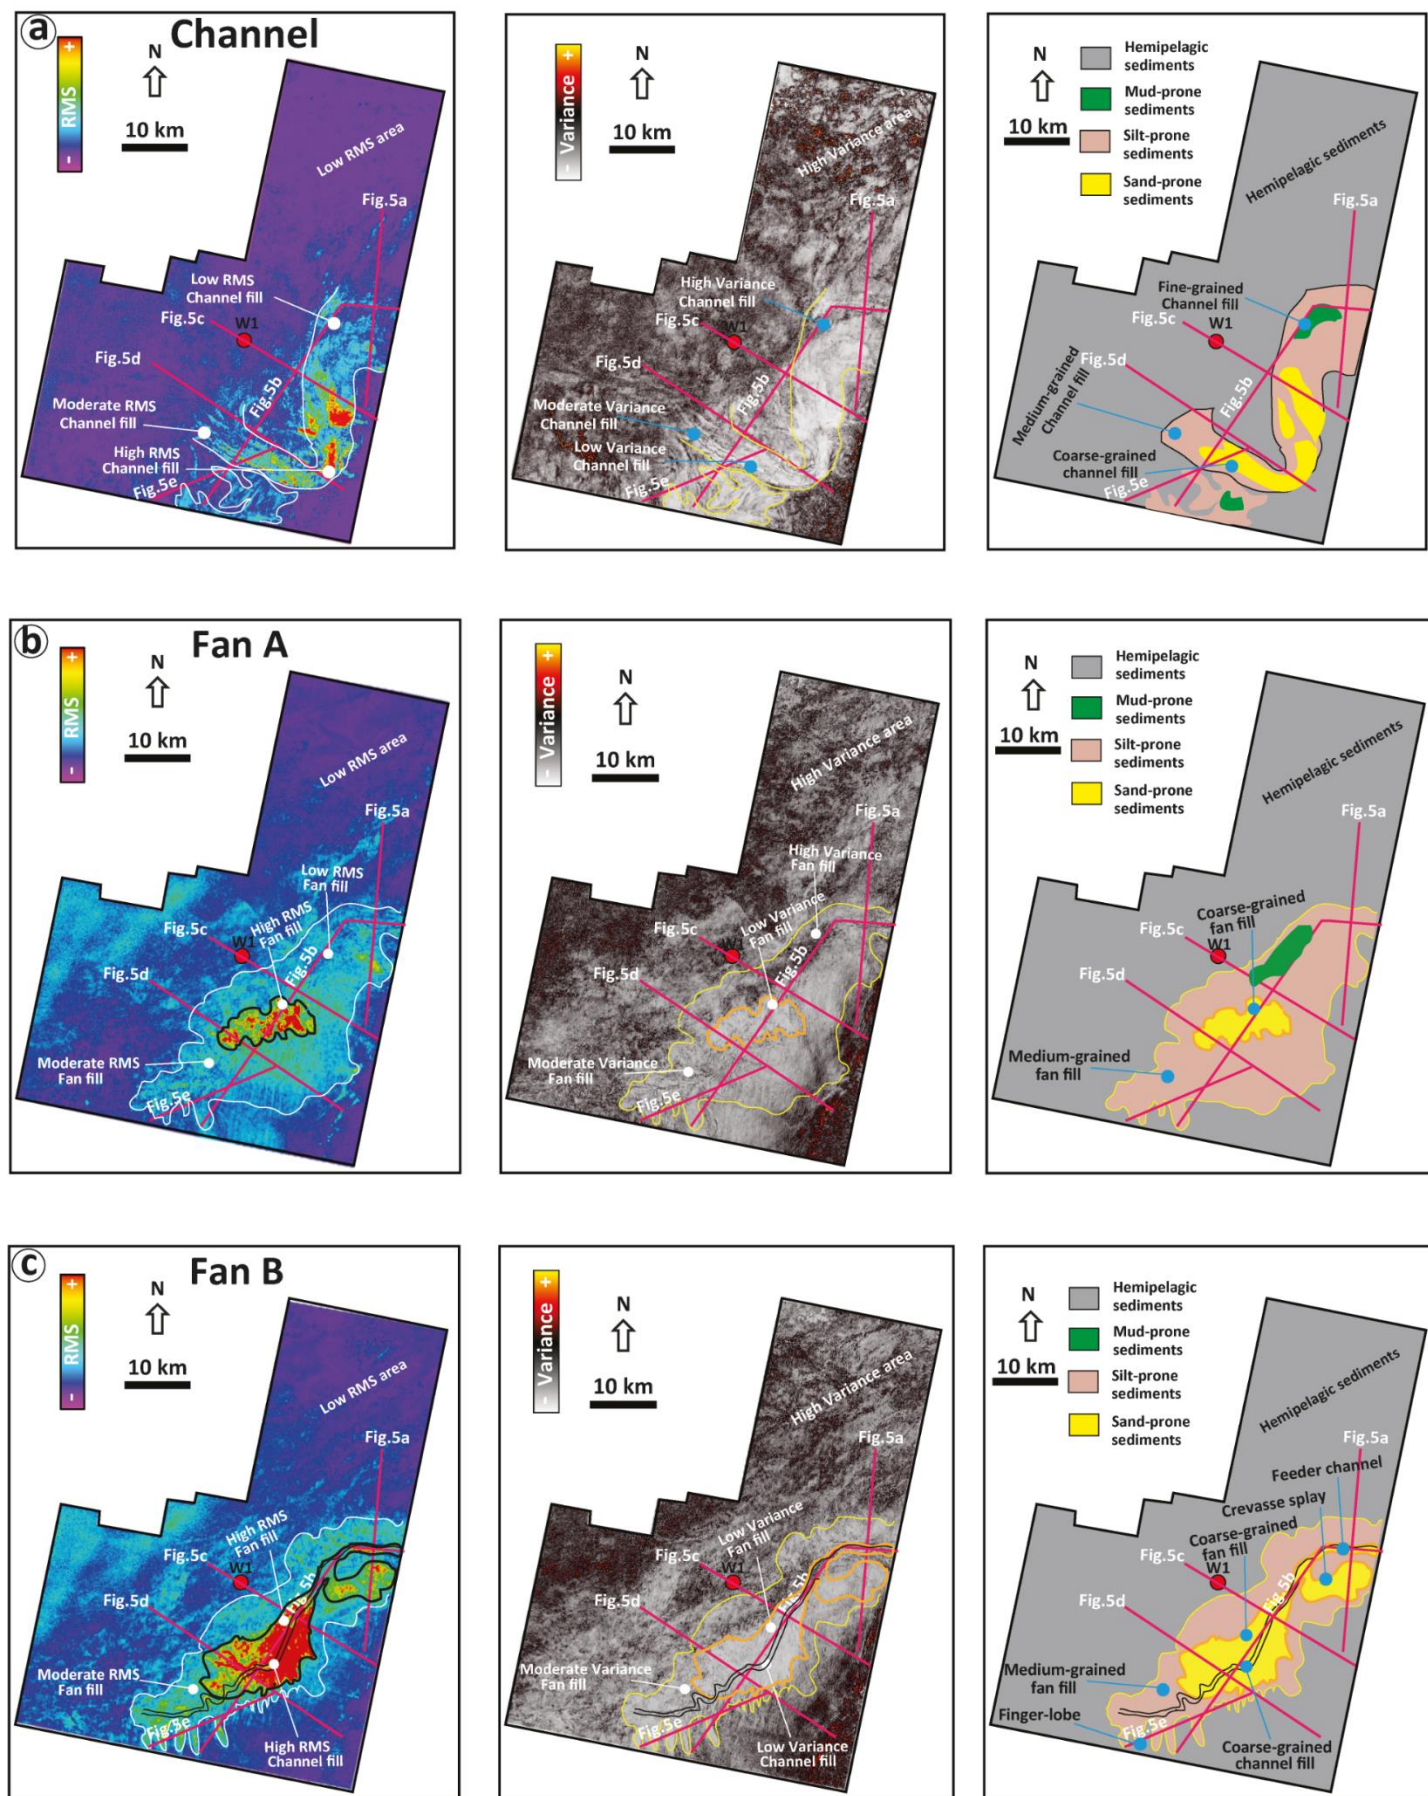 a
Channel
+
RMS
-
N
10 km
Low RMS area
Fig.5a
Low RMS
Channel fill
Fig.5c
W1
Fig.5d
Fig.5b
Moderate RMS
Channel fill
High RMS
Channel fill
Fig.5e
+
Variance
-
N
10 km
High Variance area
Fig.5a
High Variance
Channel fill
Fig.5c
W1
Fig.5d
Fig.5b
Moderate Variance
Channel fill
Low Variance
Channel fill
Fig.5e
N
10 km
Hemipelagic
sediments
Mud-prone
sediments
Silt-prone
sediments
Sand-prone
sediments
Hemipelagic sediments
Fig.5a
Fine-grained
Channel fill
Fig.5c
W1
Fig.5d
Fig.5b
Medium-grained
Channel fill
Coarse-grained
channel fill
Fig.5e
b
Fan A
+
RMS
-
N
10 km
Low RMS area
Fig.5a
Low RMS
Fan fill
High RMS
Fan fill
Fig.5c
W1
Fig.5b
Fig.5d
Moderate RMS
Fan fill
Fig.5e
+
Variance
-
N
10 km
High Variance area
Fig.5a
High Variance
Fan fill
Low Variance
Fan fill
Fig.5c
W1
Fig.5b
Fig.5d
Moderate Variance
Fan fill
Fig.5e
N
10 km
Hemipelagic
sediments
Mud-prone
sediments
Silt-prone
sediments
Sand-prone
sediments
Hemipelagic sediments
Fig.5a
Coarse-grained
fan fill
Fig.5c
W1
Fig.5d
Medium-grained
fan fill
c
Fan B
+
RMS
-
N
10 km
Low RMS area
Fig.5a
High RMS
Fan fill
Fig.5c
W1
Fig.5b
Fig.5d
Moderate RMS
Fan fill
Fig.5e
High RMS
Channel fill
+
Variance
-
N
10 km
High Variance area
Fig.5a
Low Variance
Fan fill
Fig.5c
W1
Fig.5b
Fig.5d
Moderate Variance
Fan fill
Fig.5e
Low Variance
Channel fill
N
10 km
Hemipelagic
sediments
Mud-prone
sediments
Silt-prone
sediments
Sand-prone
sediments
Hemipelagic sediments
Fig.5a
Feeder channel
Crevasse splay
Coarse-grained
fan fill
Fig.5c
W1
Fig.5b
Fig.5d
Medium-grained
fan fill
Finger-lobe
Fig.5e
Coarse-grained
channel fill